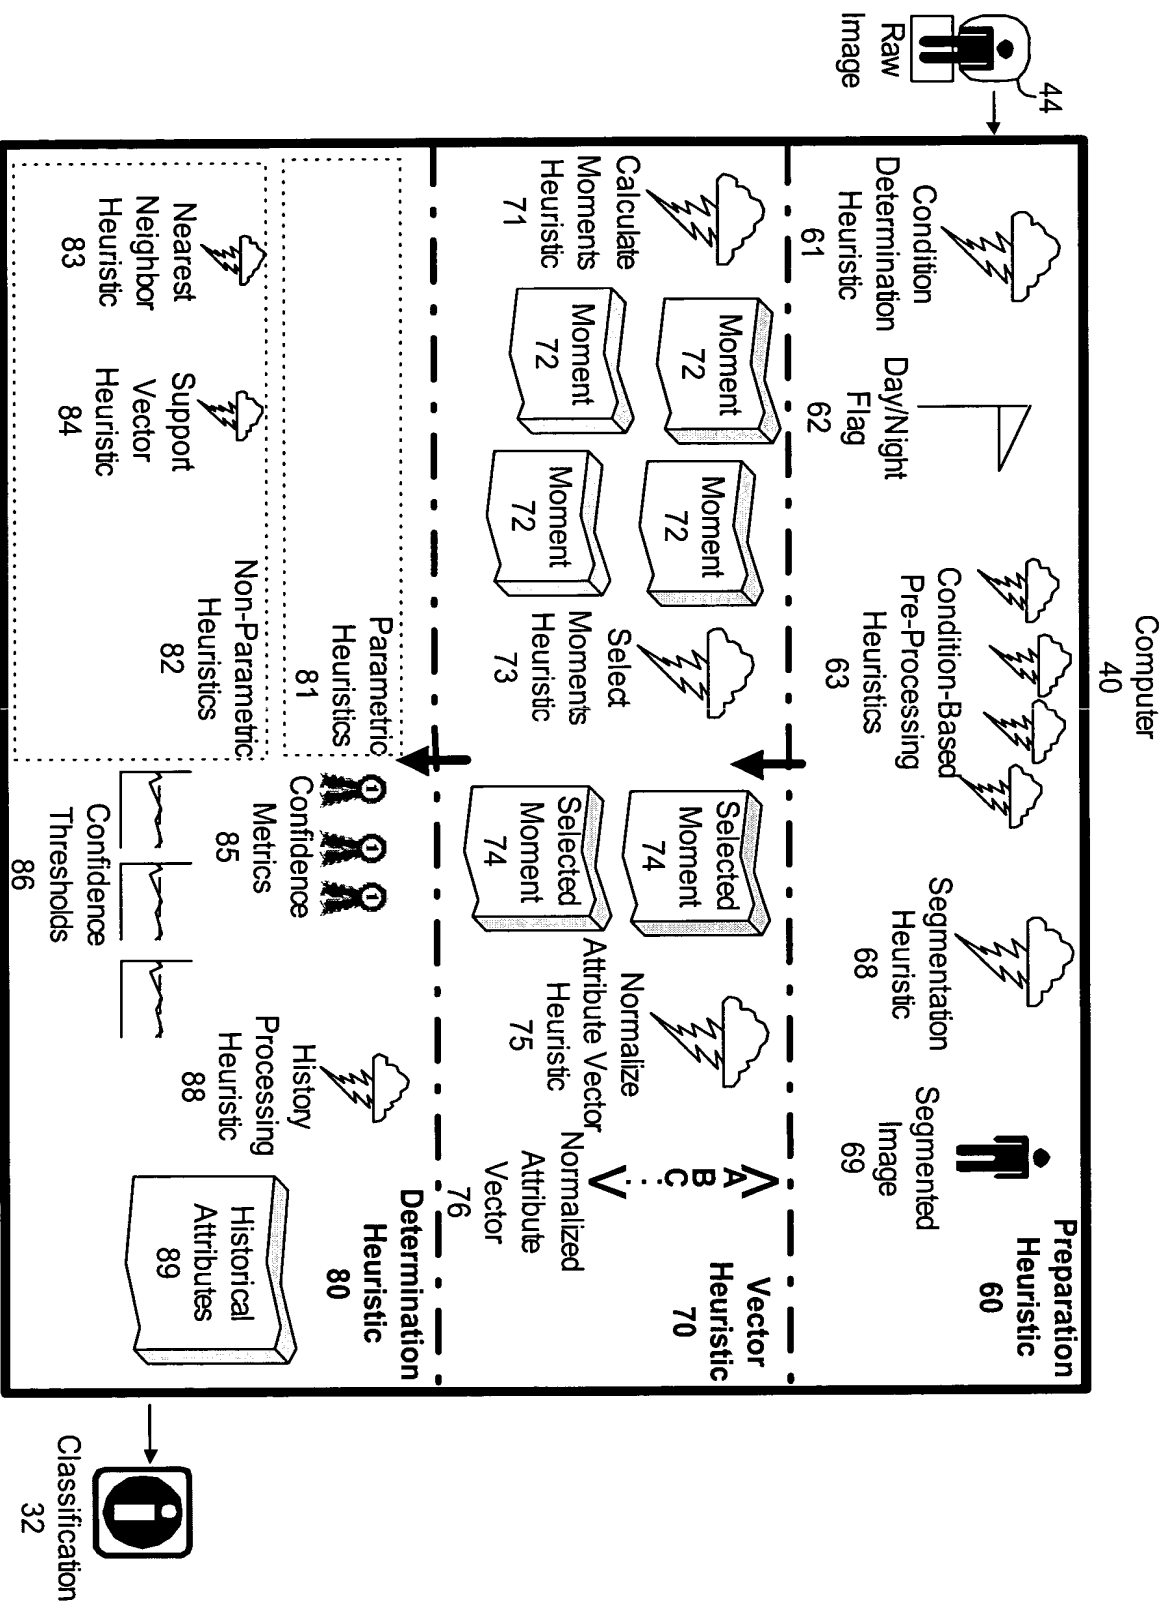 Computer
40
44
Raw
Image
Condition
Determination
Heuristic
61
Day/Night
Flag
62
Condition-Based
Pre-Processing
Heuristics
63
Segmentation
Heuristic
68
Segmented
Image
69
Preparation
Heuristic
60
Calculate
Moments
Heuristic
71
Moment
72
Moment
72
Moment
72
Moment
72
Select
Moments
Heuristic
73
Selected
Moment
74
Selected
Moment
74
Normalize
Attribute Vector
Heuristic
75
<
A
B
C
...
>
Normalized
Attribute
Vector
76
Vector
Heuristic
70
Parametric
Heuristics
81
Nearest
Neighbor
Heuristic
83
Support
Vector
Heuristic
84
Non-Parametric
Heuristics
82
1
1
1
Confidence
Metrics
85
Confidence
Thresholds
86
History
Processing
Heuristic
88
Historical
Attributes
89
Determination
Heuristic
80
i
Classification
32